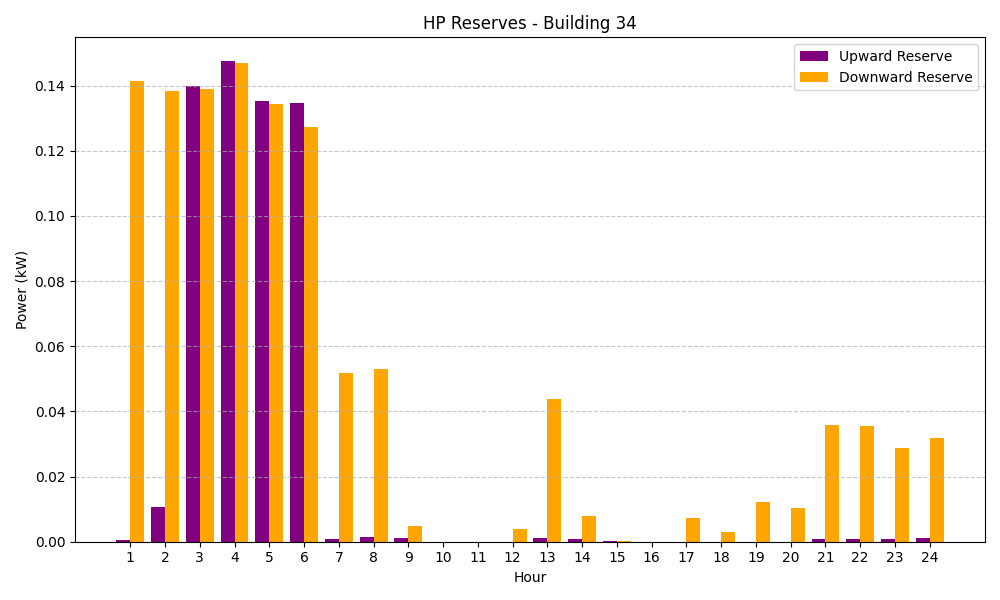 HP Reserves - Building 34
Upward Reserve
Downward Reserve
Power (kW)
0.14
0.12
0.10
0.08
0.06
0.04
0.02
0.00
1 2 3 4 5 6 7 8 9 10 11 12 13 14 15 16 17 18 19 20 21 22 23 24
Hour